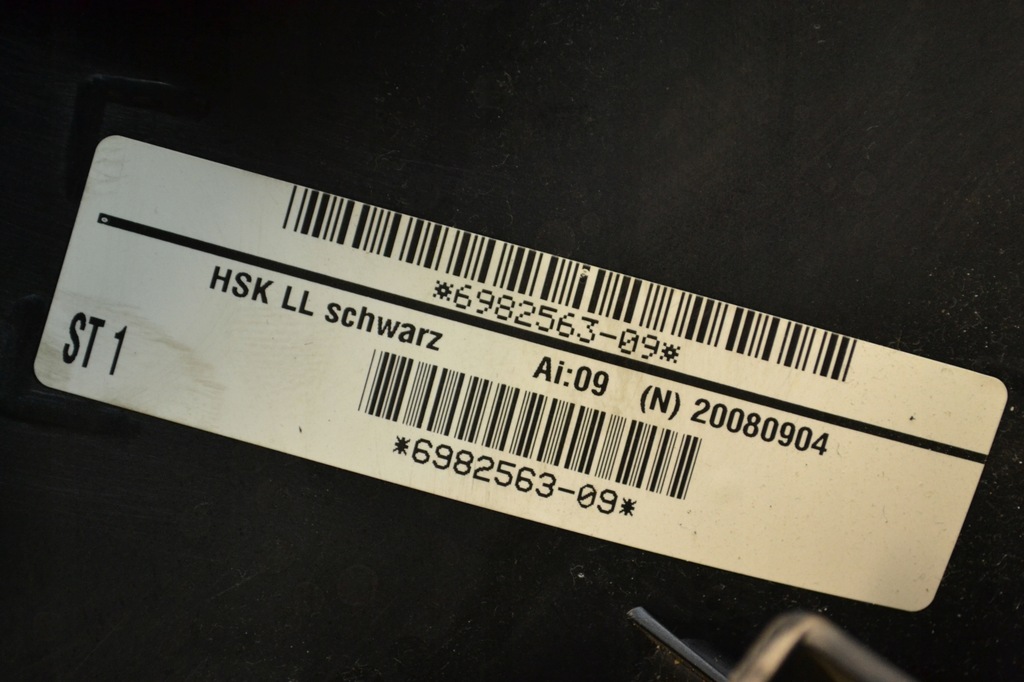 *6982563-09*
HSK LL schwarz
Ai:09 (N) 20080904
ST 1
*6982563-09*